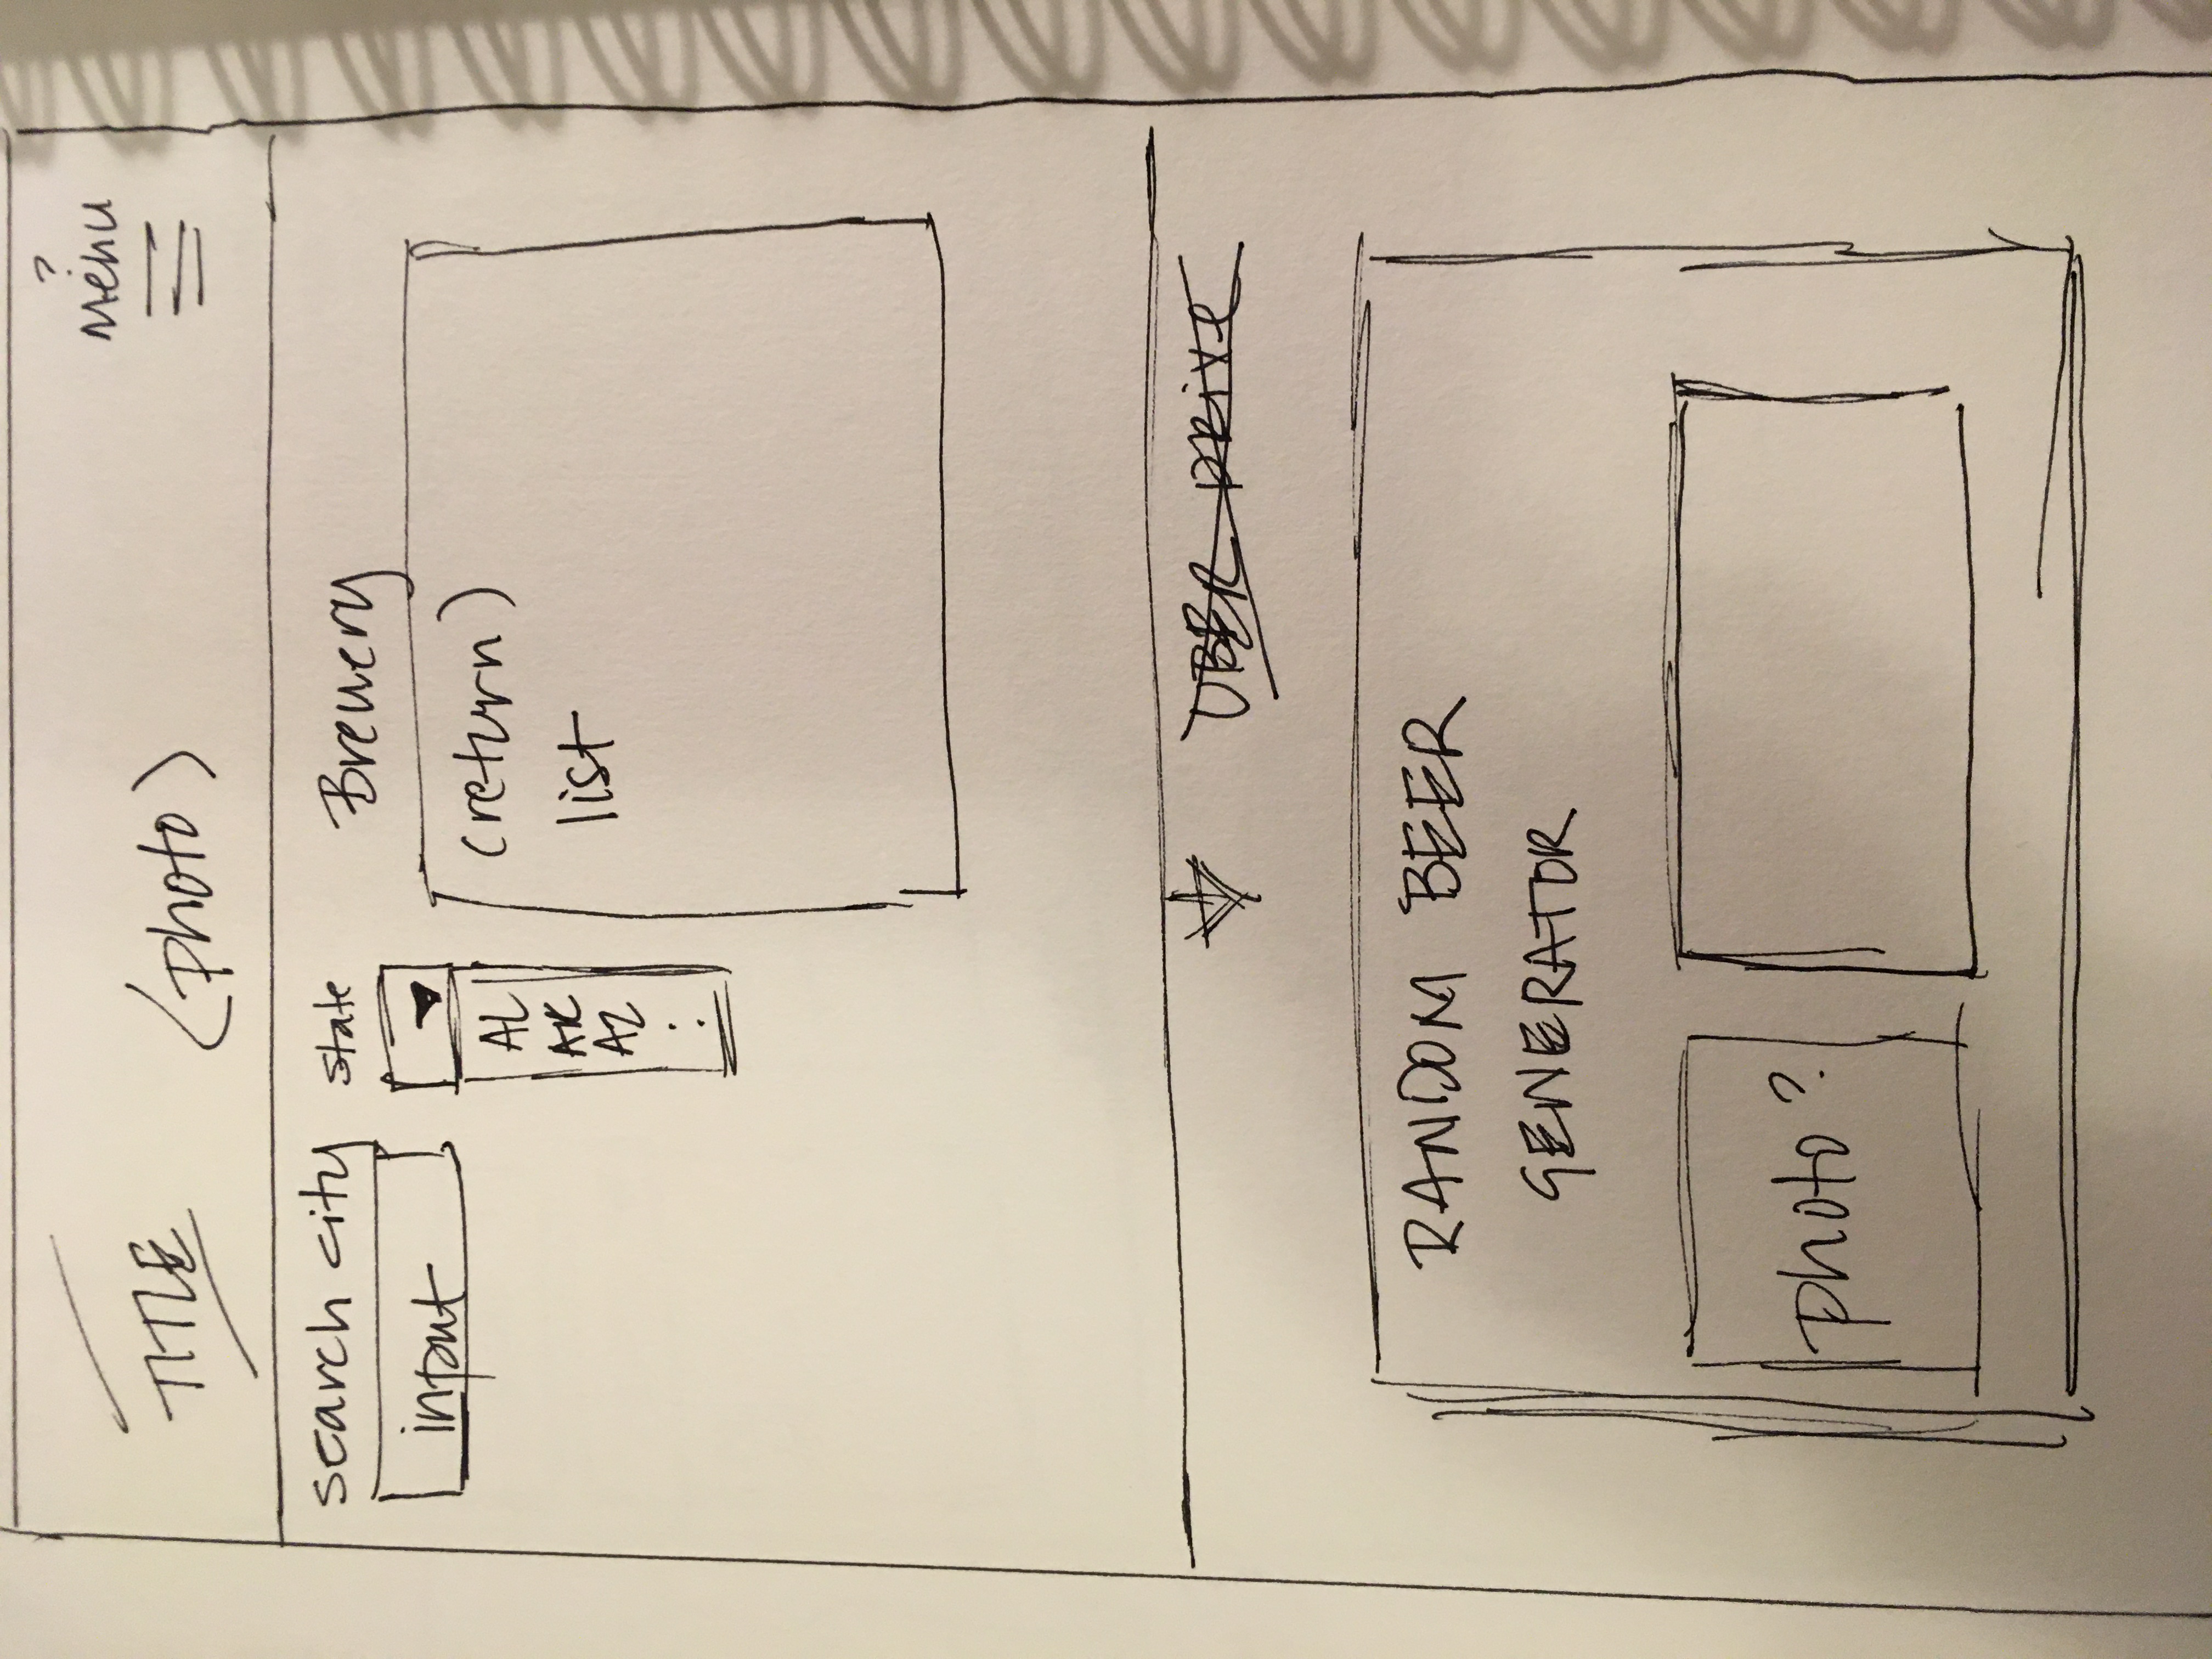 ?
Menu
TITLE (photo)
search city
state
Brewery
input
AL
AK
AZ
(return)
list
UBER DRIVE
RANDOM BEER
GENERATOR
photo?